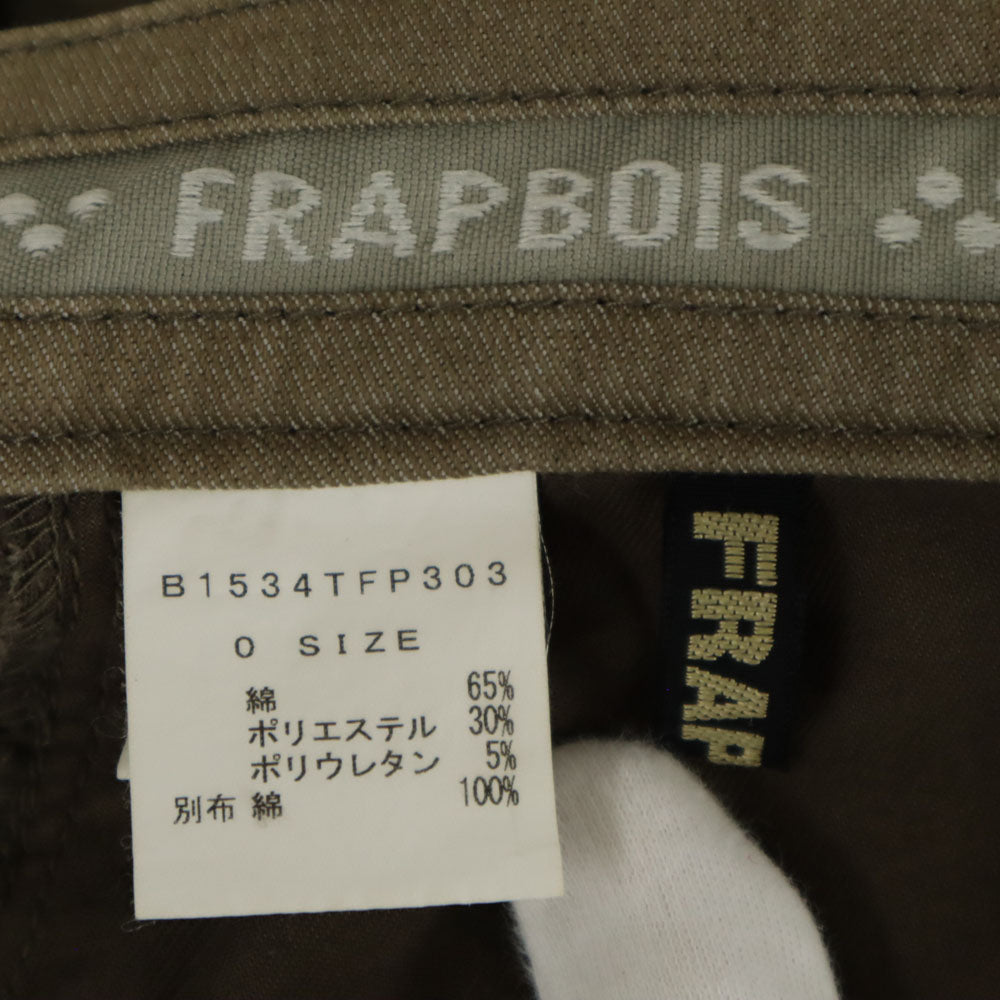 FRAPBOIS
B1534TFP303
0 SIZE
綿 65%
ポリエステル 30%
ポリウレタン 5%
別布 綿 100%
FRAP